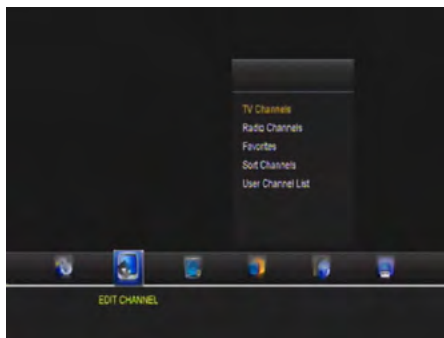 TV Channels
Radio Channels
Favorites
Sort Channels
User Channel List
EDIT CHANNEL